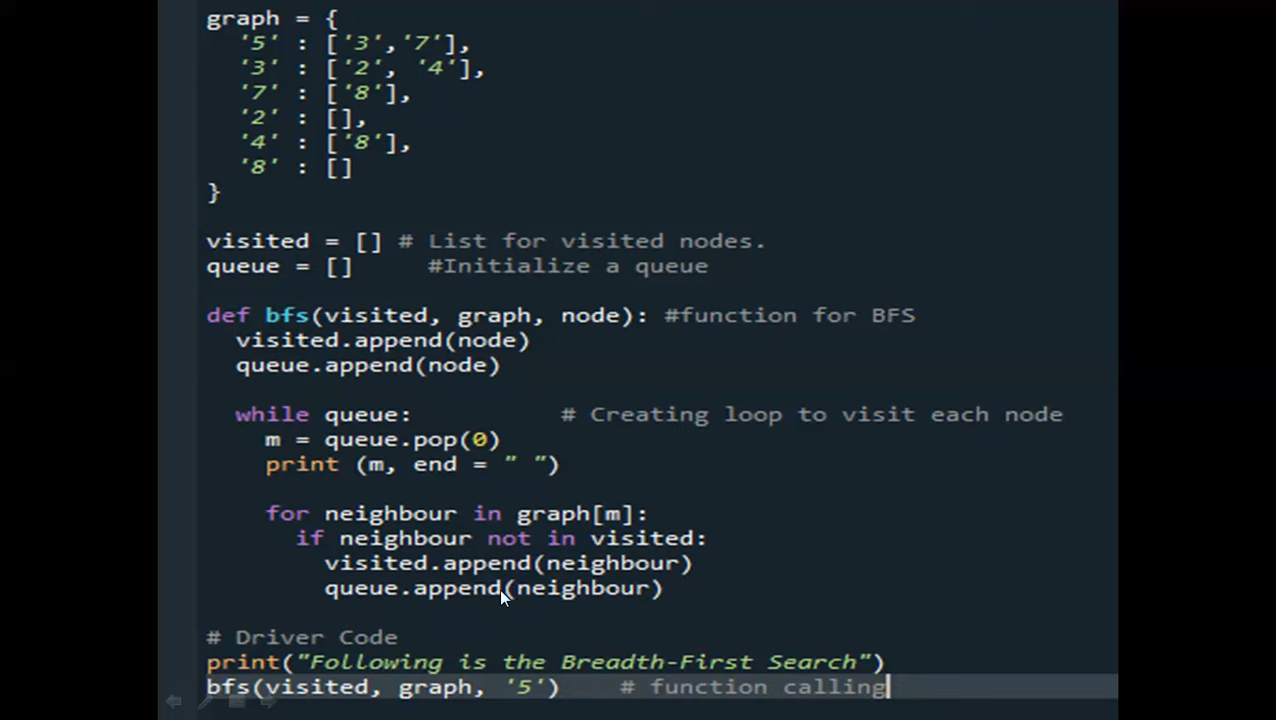 graph = {
'5' : ['3','7'],
'3' : ['2', '4'],
'7' : ['8'],
'2' : [],
'4' : ['8'],
'8' : []
}
visited = [] # List for visited nodes.
queue = []     #Initialize a queue
def bfs(visited, graph, node): #function for BFS
  visited.append(node)
  queue.append(node)
  while queue:          # Creating loop to visit each node
    m = queue.pop(0)
    print (m, end = " ")
    for neighbour in graph[m]:
      if neighbour not in visited:
        visited.append(neighbour)
        queue.append(neighbour)
# Driver Code
print("Following is the Breadth-First Search")
bfs(visited, graph, '5')    # function calling